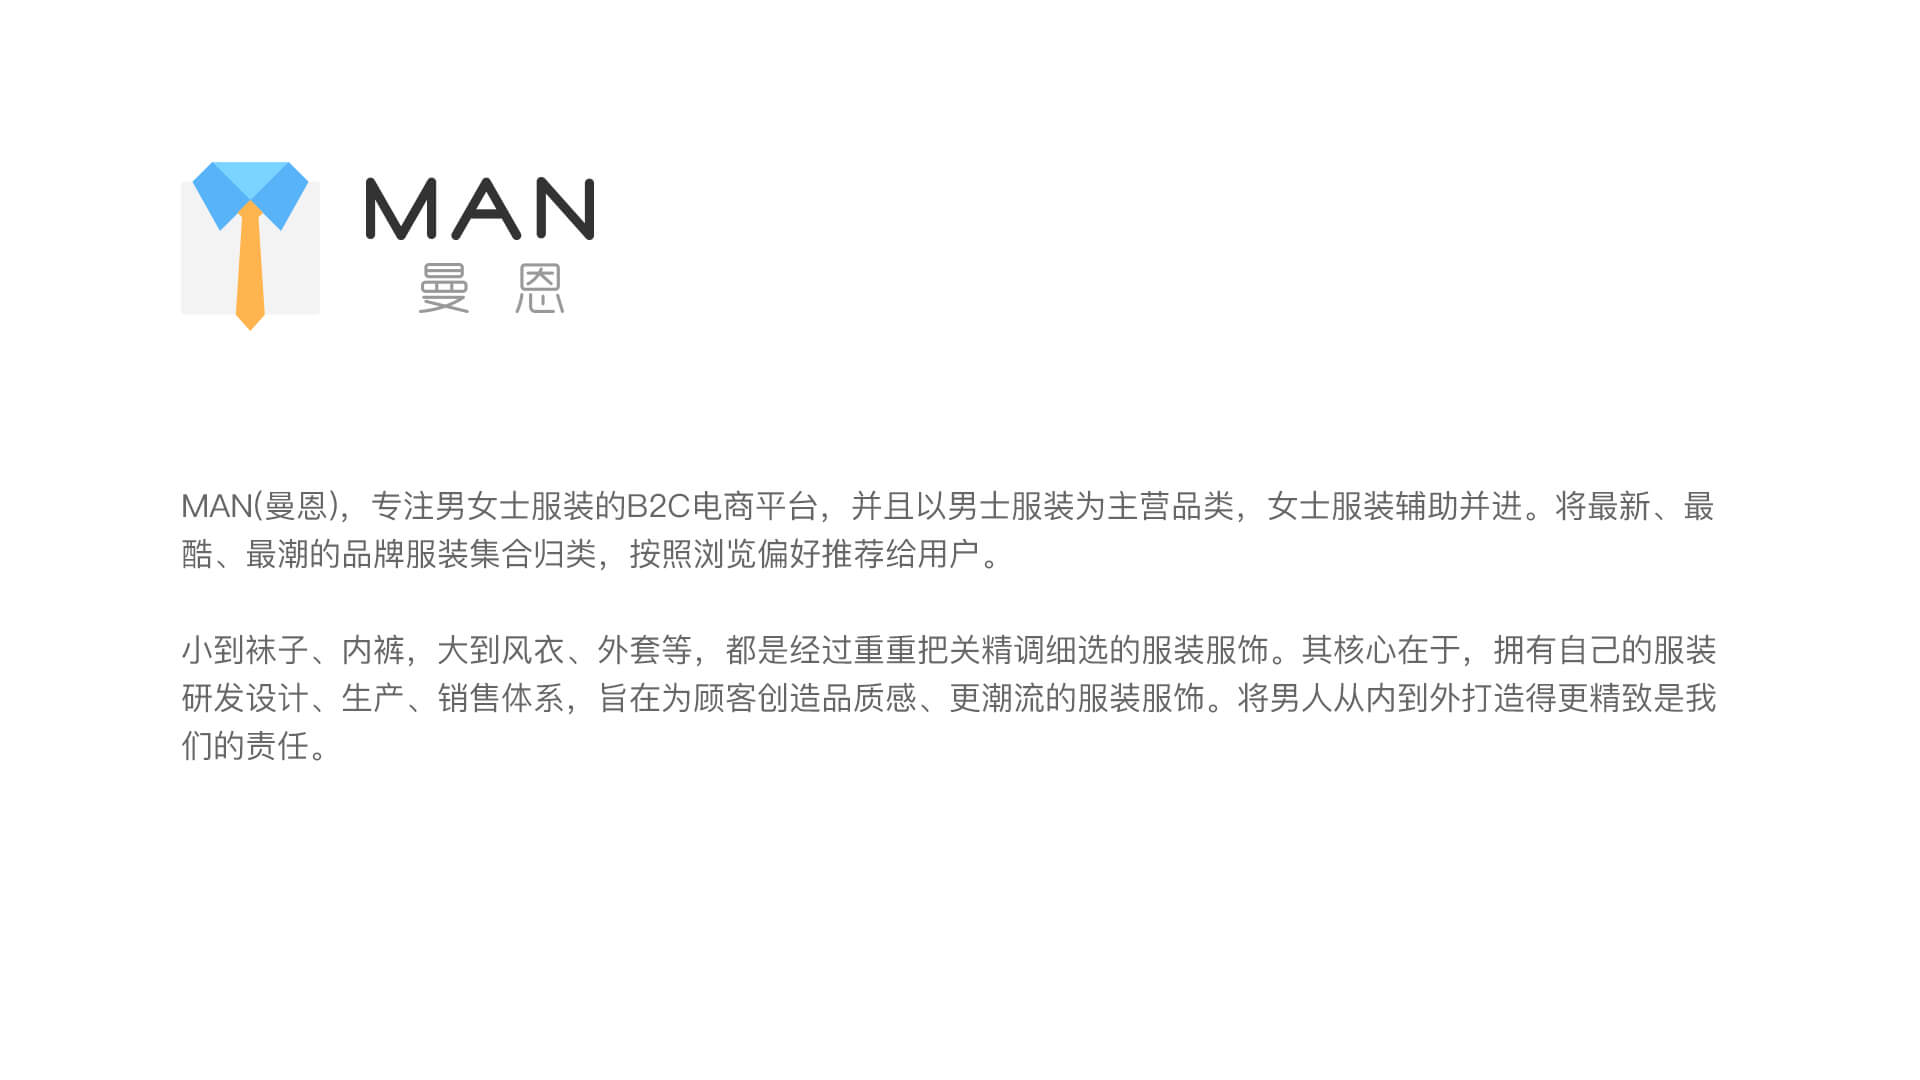 MAN
曼 恩
MAN(曼恩)，专注男女士服装的B2C电商平台，并且以男士服装为主营品类，女士服装辅助并进。将最新、最
酷、最潮的品牌服装集合归类，按照浏览偏好推荐给用户。
小到袜子、内裤，大到风衣、外套等，都是经过重重把关精调细选的服装服饰。其核心在于，拥有自己的服装
研发设计、生产、销售体系，旨在为顾客创造品质感、更潮流的服装服饰。将男人从内到外打造得更精致是我
们的责任。